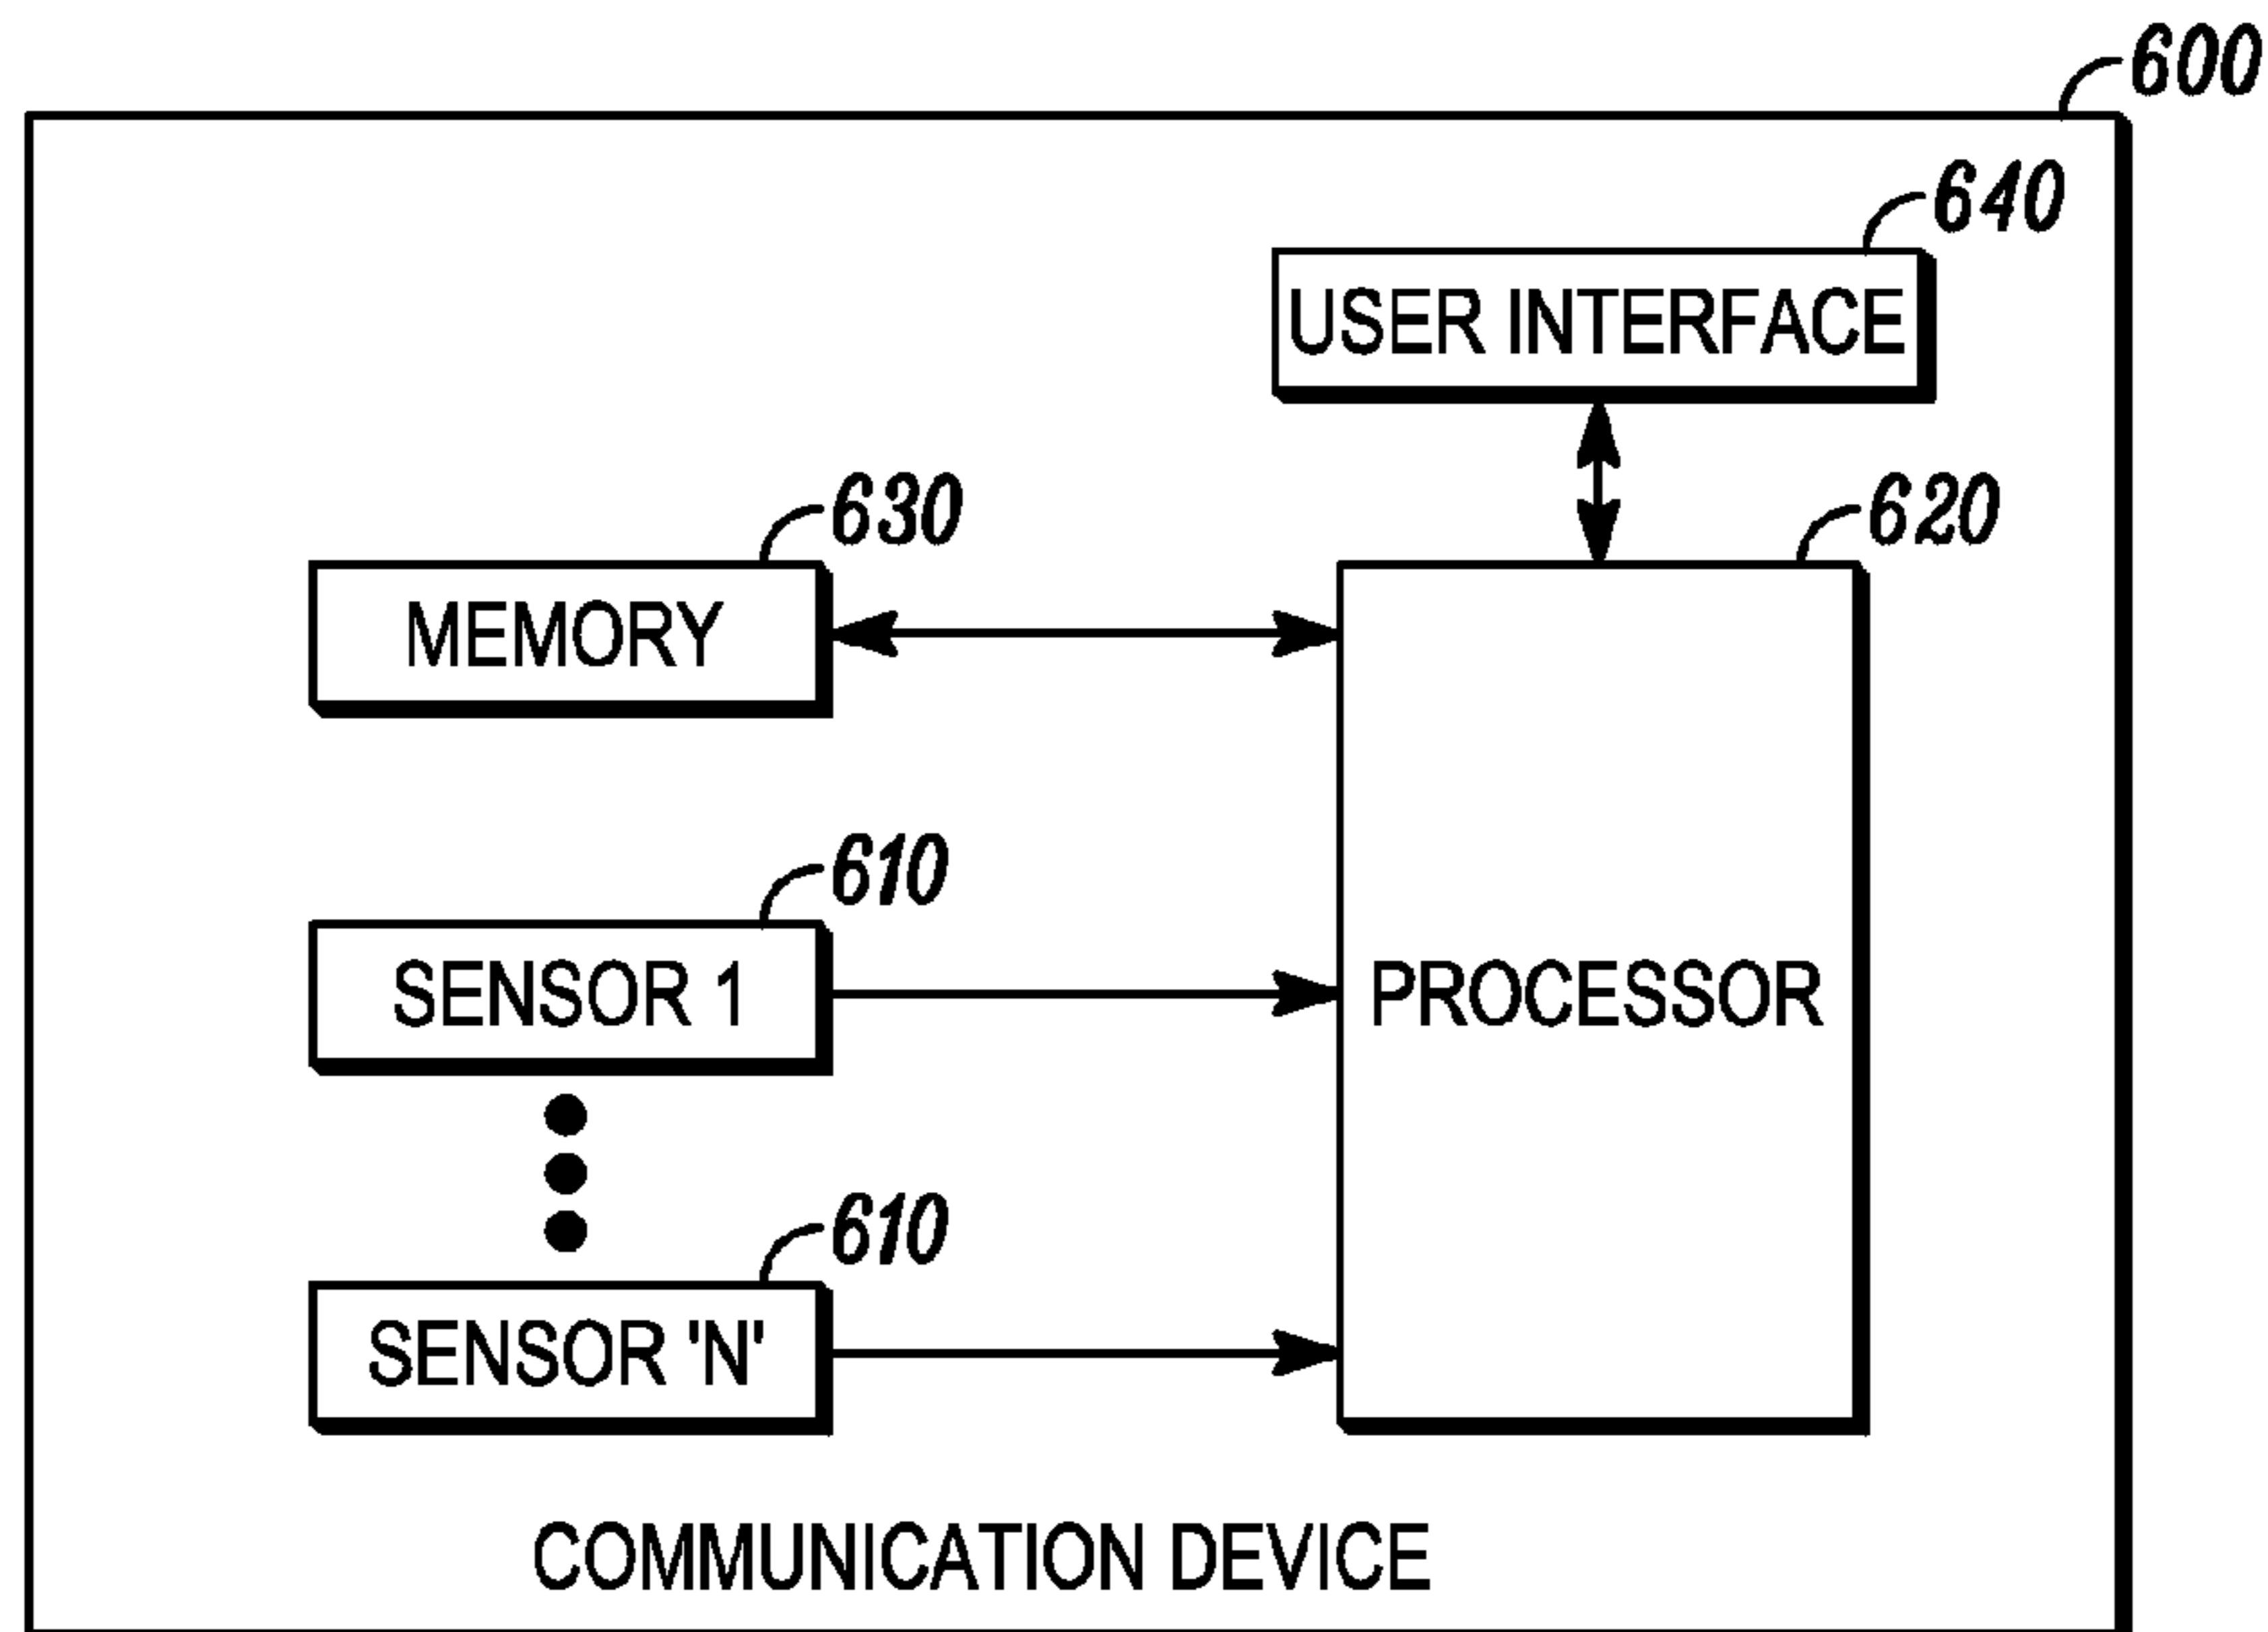 600
640
USER INTERFACE
630
620
MEMORY
610
SENSOR 1
PROCESSOR
610
SENSOR 'N'
COMMUNICATION DEVICE